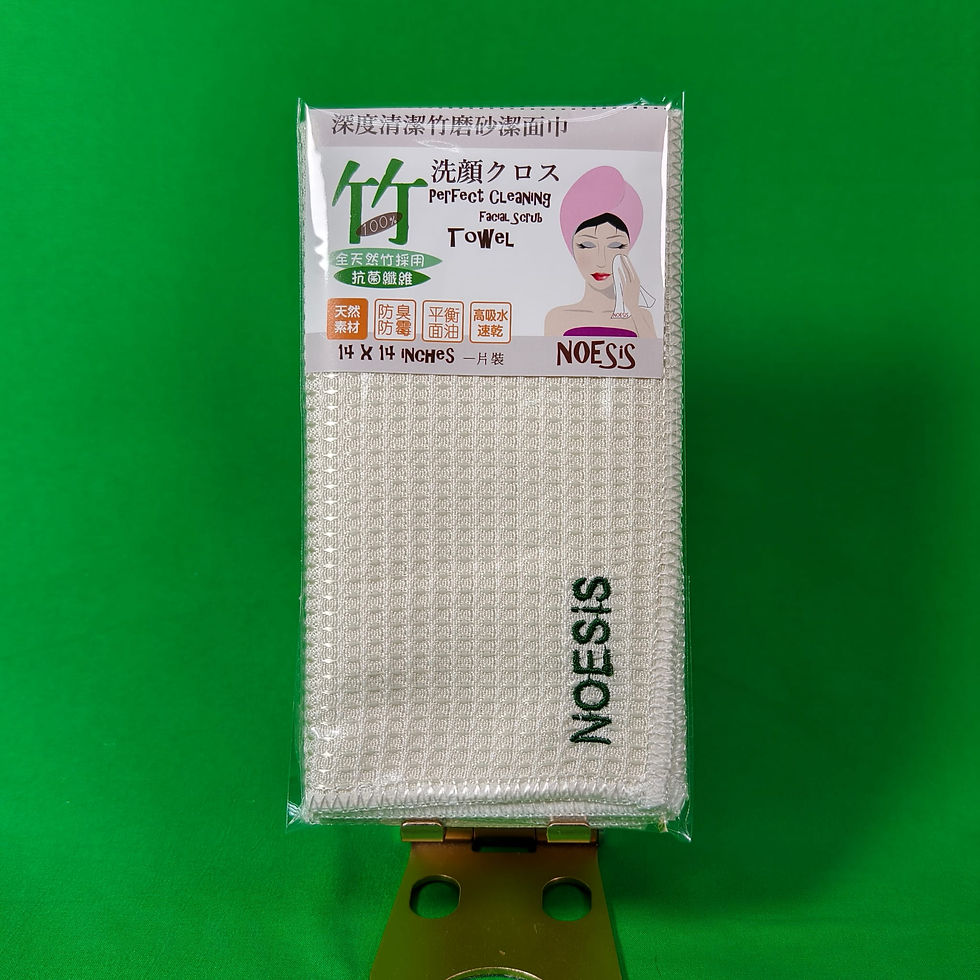 深度清潔竹磨砂潔面巾
竹
100%
洗顔クロス
Perfect Cleaning
Facial Scrub
Towel
全天然竹採用
抗菌纖維
天然
素材
防臭
防霉
平衡
面油
高吸水
速乾
14 X 14 inches 一片裝
NOESiS
NOESiS
NOESiS